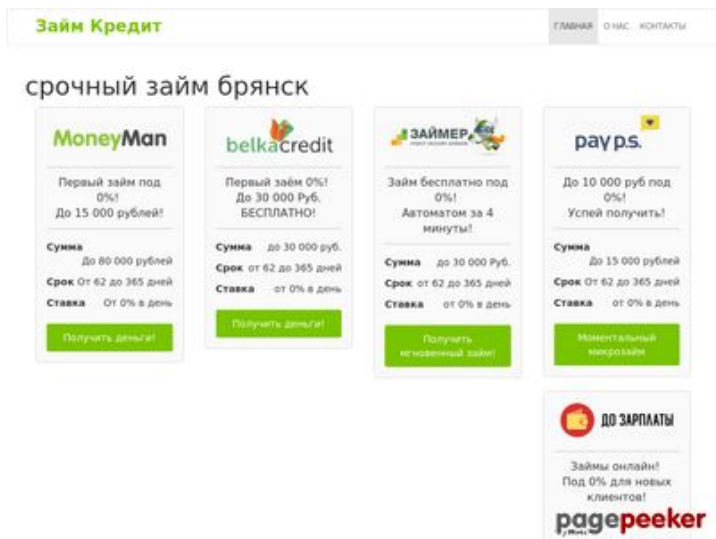 Займ Кредит
ГЛАВНАЯ О НАС. КОНТАКТЫ
срочный займ брянск
MoneyMan
Первый займ под
0%!
До 15 000 рублей!
Сумма
До 80 000 рублей
Срок От 62 до 365 дней
Ставка От 0% в день
Получить деньги!
belkacredit
Первый заём 0%!
До 30 000 Руб.
БЕСПЛАТНО!
Сумма до 30 000 руб.
Срок от 62 до 365 дней
Ставка от 0% в день
Получить деньги!
ЗАЙМЕР
Займ бесплатно под
0%!
Автоматом за 4
минуты!
Сумма до 30 000 Руб.
Срок от 62 до 365 дней
Ставка от 0% в день
Получить
мгновенный займ!
pay p.s.
До 10 000 руб под
0%!
Успей получить!
Сумма
До 15 000 рублей
Срок От 62 до 365 дней
Ставка от 0% в день
Моментальный
микрозайм
ДО ЗАРПЛАТЫ
Займы онлайн!
Под 0% для новых
клиентов!
pagepeeker